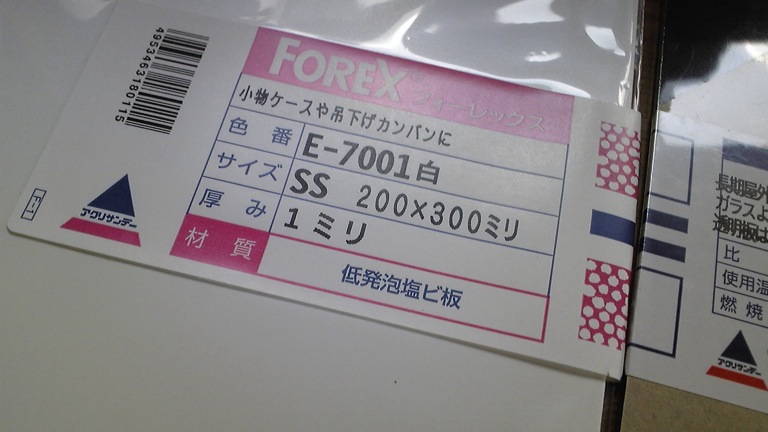 4953463180115
FOREX®
フォーレックス
小物ケースや吊下げカンバンに
色番 E-7001白
サイズ SS 200×300ミリ
厚み 1ミリ
材質 低発泡塩ビ板
アクリサンデー
長期屋外
ガラスよ
透明板は
比
使用温
燃焼
アクリサンデー